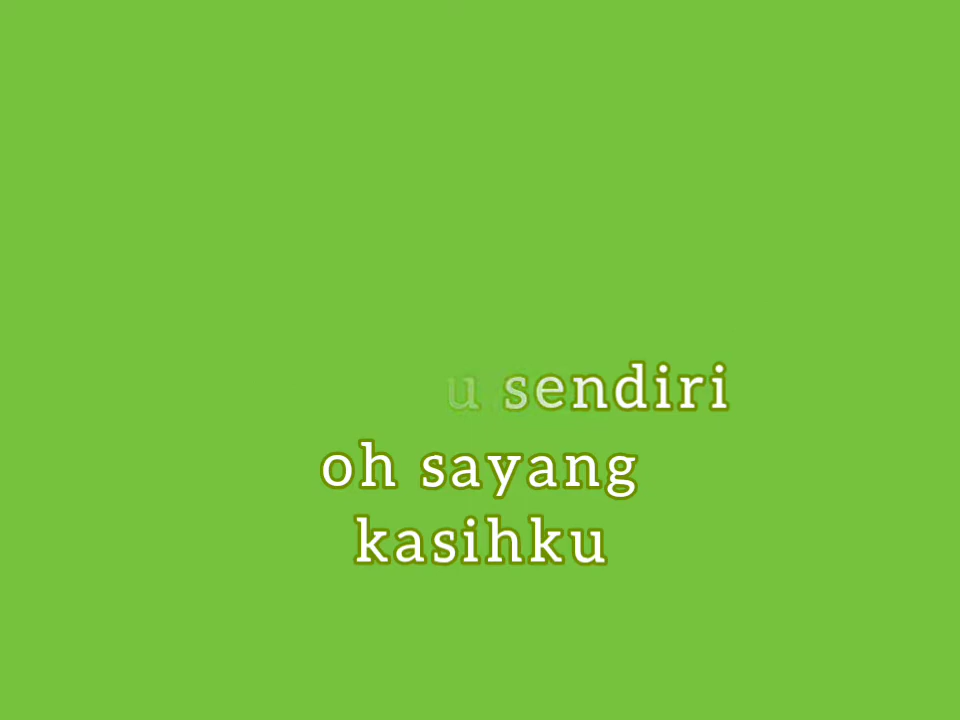 u sendiri
oh sayang
kasihku